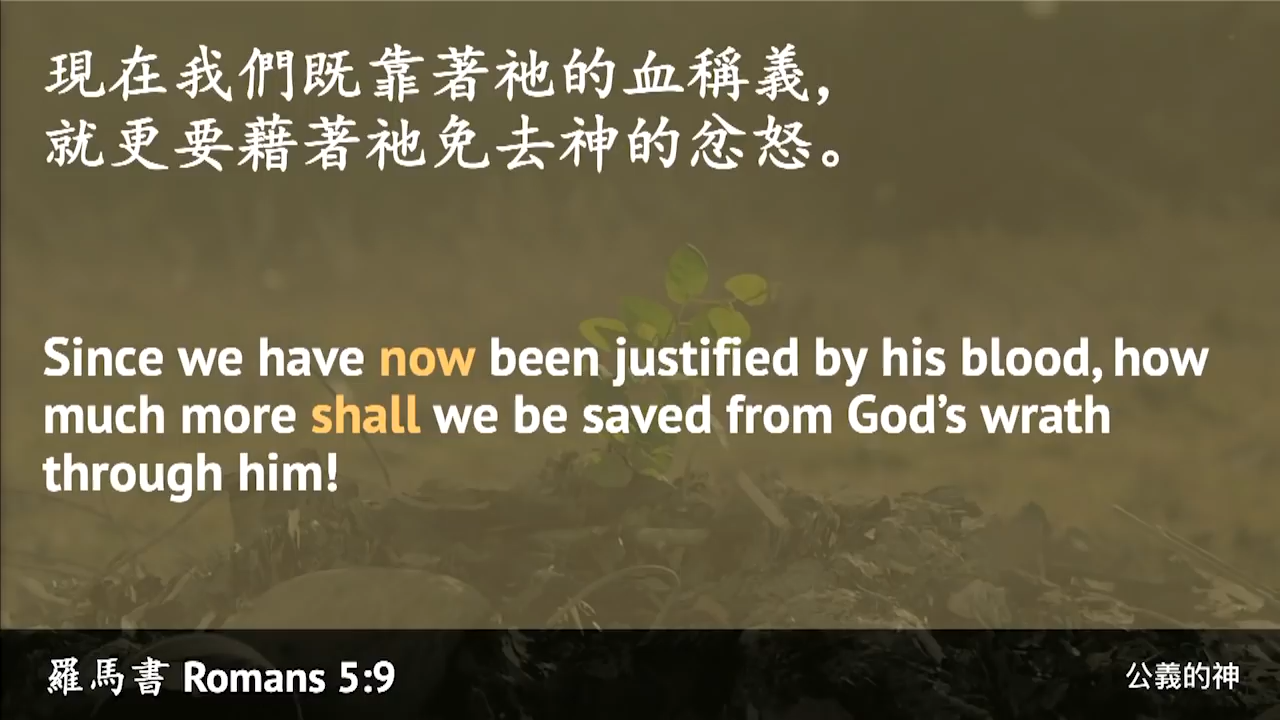 現在我們既靠著祂的血稱義，
就更要藉著祂免去神的忿怒。
Since we have now been justified by his blood, how
much more shall we be saved from God’s wrath
through him!
羅馬書 Romans 5:9
公義的神